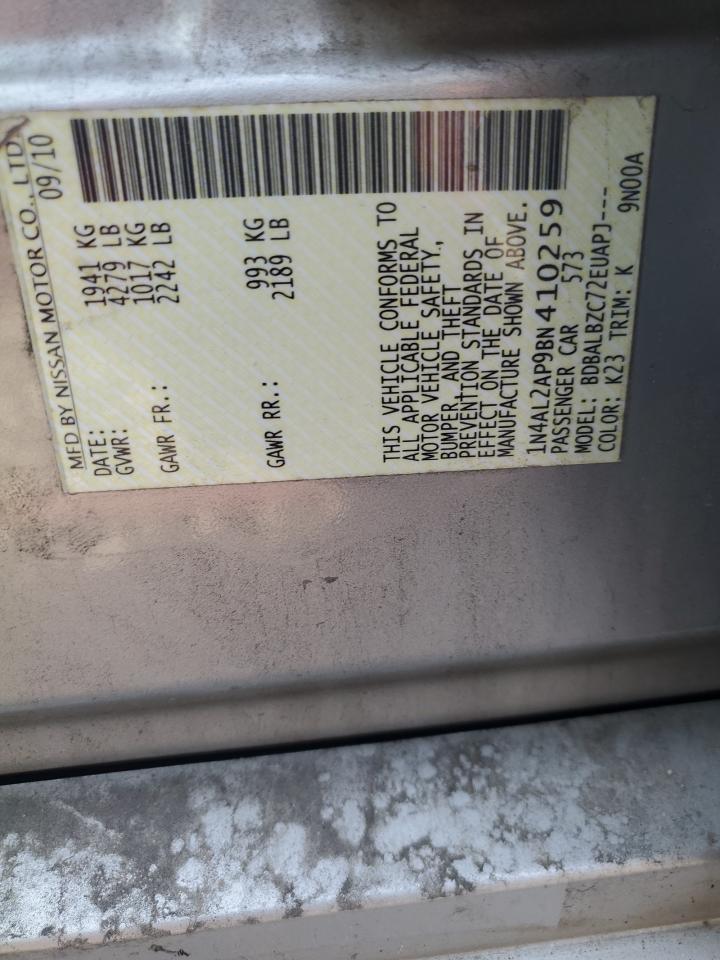 MFD BY NISSAN MOTOR CO., LTD.
DATE: 09/10
GVWR: 1941 KG
4279 LB
GAWR FR.: 1017 KG
2242 LB
GAWR RR.: 993 KG
2189 LB
THIS VEHICLE CONFORMS TO
ALL APPLICABLE FEDERAL
MOTOR VEHICLE SAFETY,
BUMPER, AND THEFT
PREVENTION STANDARDS IN
EFFECT ON THE DATE OF
MANUFACTURE SHOWN ABOVE.
1N4AL2AP9BN410259
PASSENGER CAR 573
MODEL: BDBALBZC72EUAPJ---
COLOR: K23 TRIM: K 9N00A